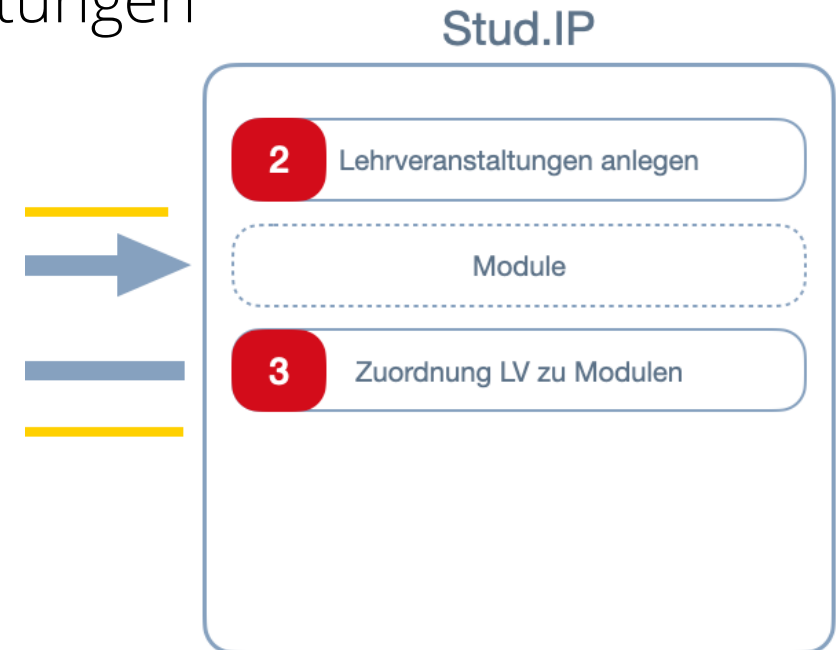 tungen
Stud.IP
2 Lehrveranstaltungen anlegen
Module
3 Zuordnung LV zu Modulen